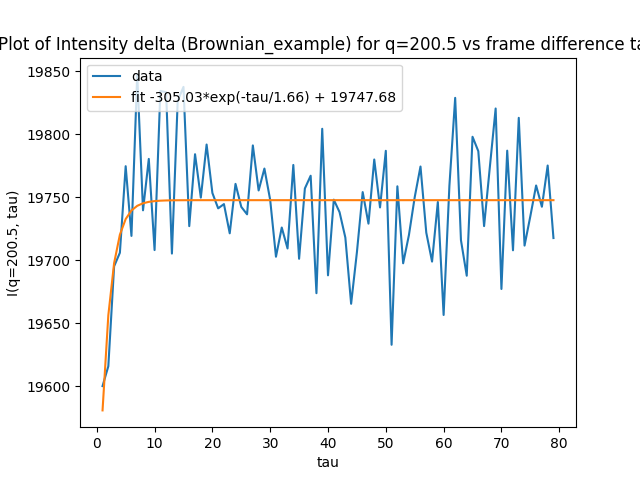 Plot of Intensity delta (Brownian_example) for q=200.5 vs frame difference ta
data
fit -305.03*exp(-tau/1.66) + 19747.68
I(q=200.5, tau)
19850
19800
19750
19700
19650
19600
0 10 20 30 40 50 60 70 80
tau